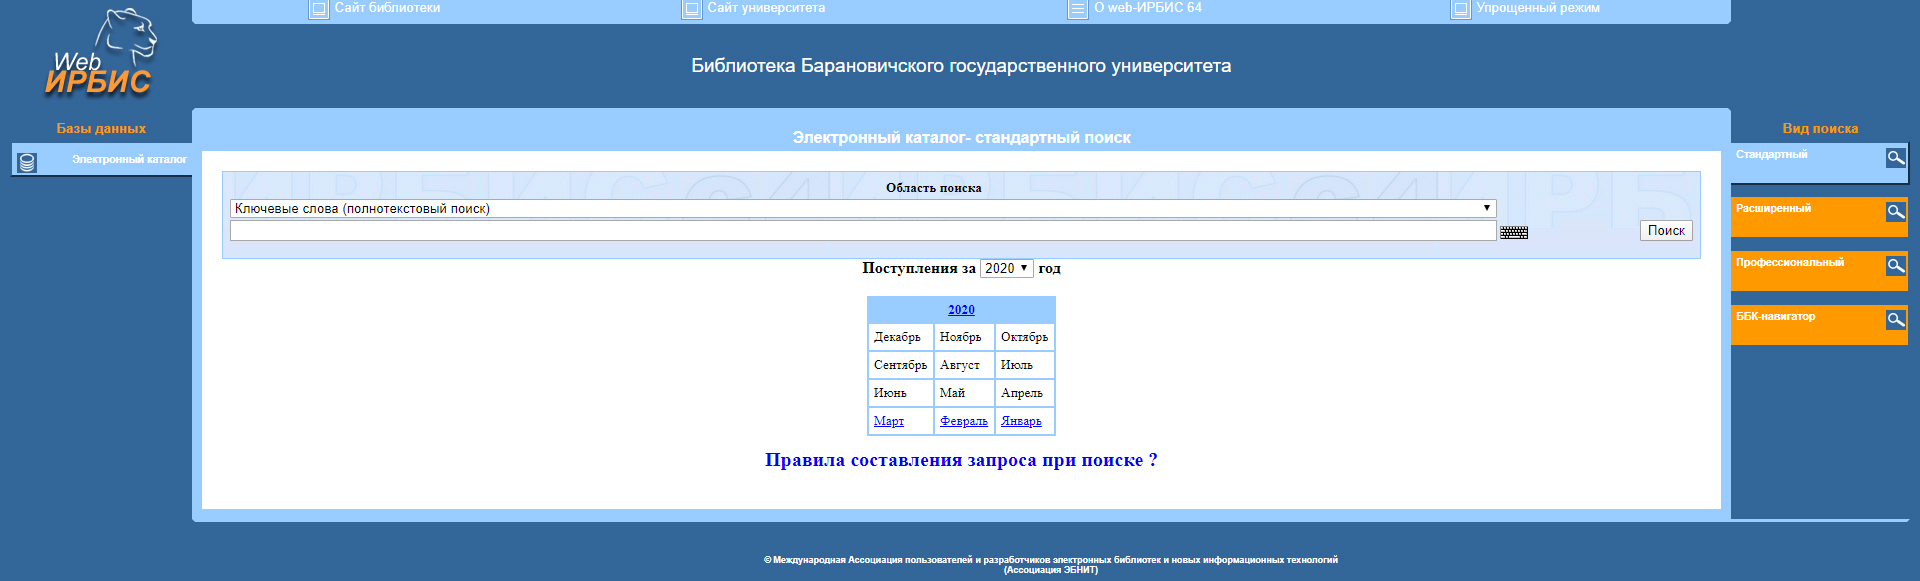 Сайт библиотеки
Сайт университета
О web-ИРБИС 64
Упрощенный режим
Web
ИРБИС
Библиотека Барановичского государственного университета
Базы данных
Электронный каталог
Электронный каталог- стандартный поиск
Область поиска
Ключевые слова (полнотекстовый поиск)
Поиск
Поступления за 2020 год
2020
Декабрь Ноябрь Октябрь
Сентябрь Август Июль
Июнь Май Апрель
Март Февраль Январь
Правила составления запроса при поиске ?
Вид поиска
Стандартный
Расширенный
Профессиональный
ББК-навигатор
© Международная Ассоциация пользователей и разработчиков электронных библиотек и новых информационных технологий
(Ассоциация ЭБНИТ)